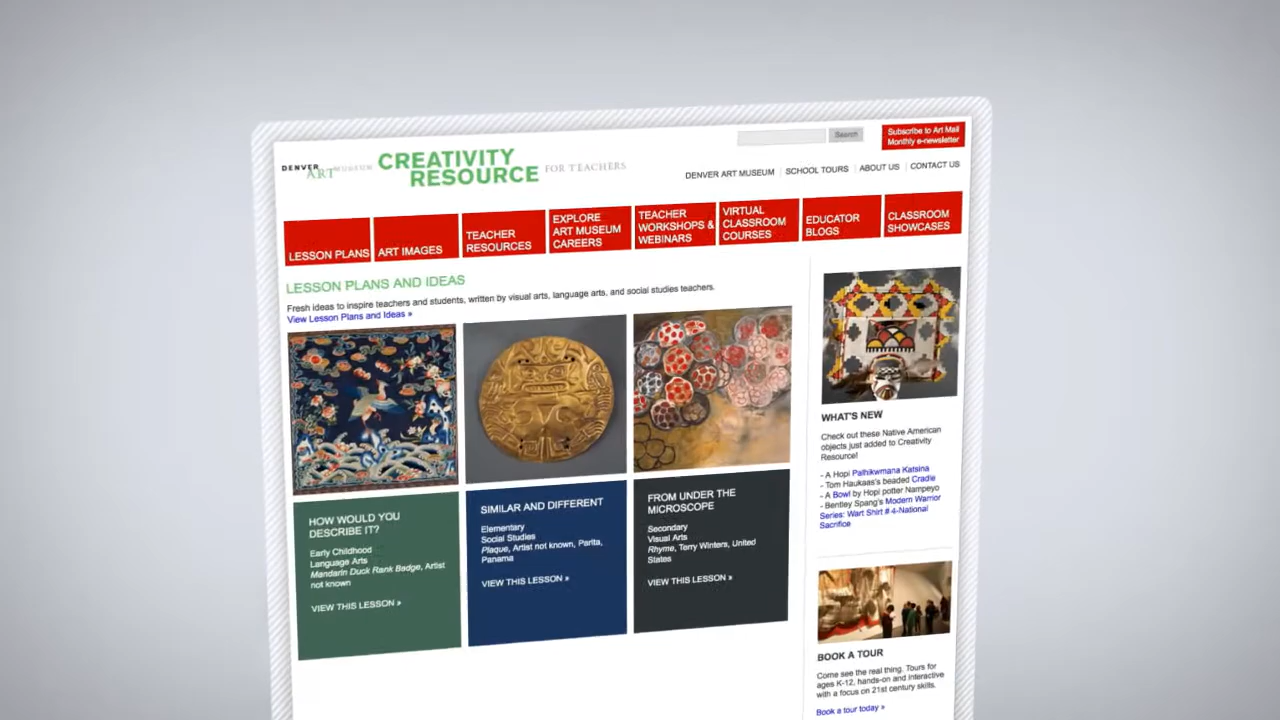 Search
Subscribe to Art Mail
Monthly e-newsletter
DENVER
ART MUSEUM
CREATIVITY
RESOURCE
FOR TEACHERS
DENVER ART MUSEUM | SCHOOL TOURS | ABOUT US | CONTACT US
LESSON PLANS
ART IMAGES
TEACHER
RESOURCES
EXPLORE
ART MUSEUM
CAREERS
TEACHER
WORKSHOPS &
WEBINARS
VIRTUAL
CLASSROOM
COURSES
EDUCATOR
BLOGS
CLASSROOM
SHOWCASES
LESSON PLANS AND IDEAS
Fresh ideas to inspire teachers and students, written by visual arts, language arts, and social studies teachers.
View Lesson Plans and Ideas »
HOW WOULD YOU
DESCRIBE IT?
Early Childhood
Language Arts
Mandarin Duck Rank Badge, Artist
not known
VIEW THIS LESSON »
SIMILAR AND DIFFERENT
Elementary
Social Studies
Plaque, Artist not known, Parita,
Panama
VIEW THIS LESSON »
FROM UNDER THE
MICROSCOPE
Secondary
Visual Arts
Rhyme, Terry Winters, United
States
VIEW THIS LESSON »
WHAT'S NEW
Check out these Native American
objects just added to Creativity
Resource!
- A Hopi Palhikwmana Katsina
- Tom Haukaas's beaded Cradle
- A Bowl by Hopi potter Nampeyo
- Bentley Spang's Modern Warrior
Series: Wart Shirt # 4-National
Sacrifice
BOOK A TOUR
Come see the real thing. Tours for
ages K-12, hands-on and interactive
with a focus on 21st century skills.
Book a tour today »